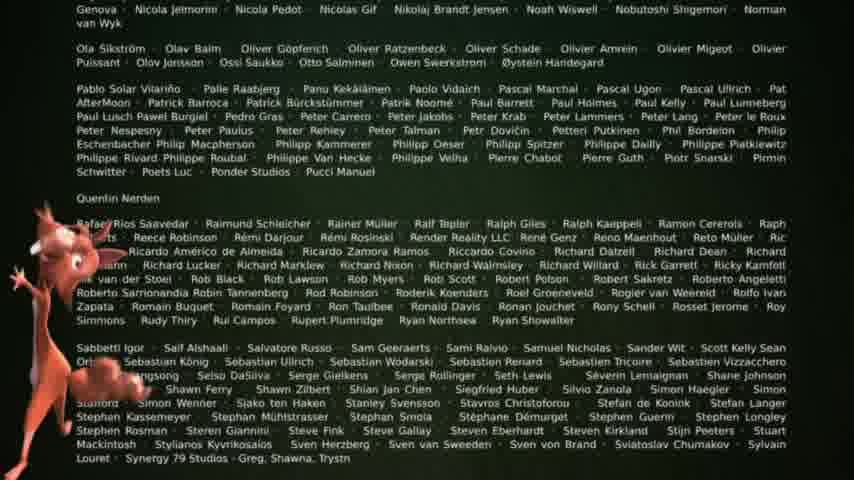 Genova · Nicola Jelmorini · Nicola Pedot · Nicolas Gif · Nikolaj Brandt Jensen · Noah Wiswell · Nobutoshi Shigemori · Norman
van Wyk
Ola Sikström · Olav Balm · Oliver Göpferich · Oliver Ratzenbeck · Oliver Schade · Olivier Amrein · Olivier Migeot · Olivier
Puissant · Olov Jonsson · Ossi Saukko · Otto Salminen · Owen Swerkstrom · Øystein Handegard
Pablo Solar Vilariño · Palle Raabjerg · Panu Kekäläinen · Paolo Vidaich · Pascal Marchal · Pascal Ugon · Pascal Ullrich · Pat
AfterMoon · Patrick Barroca · Patrick Bürckstümmer · Patrik Noomé · Paul Barrett · Paul Holmes · Paul Kelly · Paul Lunneberg
Paul Lusch Pawel Burgiel · Pedro Gras · Peter Carrero · Peter Jakobs · Peter Krab · Peter Lammers · Peter Lang · Peter le Roux
Peter Nespesny · Peter Paulus · Peter Rehley · Peter Talman · Petr Dovičin · Petteri Putkinen · Phil Bordelon · Philip
Eschenbacher Philip Macpherson · Philipp Kammerer · Philipp Oeser · Philipp Spitzer · Phillipe Dailly · Philippe Piatkiewitz
Philippe Rivard Philippe Roubal · Philippe Van Hecke · Philippe Velha · Pierre Chabot · Pierre Guth · Piotr Snarski · Pirmin
Schwitter · Poets Luc · Ponder Studios · Pucci Manuel
Quentin Nerden
Rafael Rios Saavedar · Raimund Schleicher · Rainer Müller · Ralf Tepler · Ralph Giles · Ralph Kaeppeli · Ramon Cererols · Raph
Reece Robinson · Rémi Darjour · Rémi Rosinski · Render Reality LLC · René Genz · Reno Maenhout · Reto Müller · Ric
Ricardo Américo de Almeida · Ricardo Zamora Ramos · Riccardo Covino · Richard Dalzell · Richard Dean · Richard
Richard Lucker · Richard Marklew · Richard Nixon · Richard Walmsley · Richard Willard · Rick Garrett · Ricky Kamfoll
van der Stoel · Rob Black · Rob Lawson · Rob Myers · Rob Scott · Robert Polson · Robert Sakretz · Roberto Angeletti
Roberto Sarrionandia Robin Tannenberg · Rod Robinson · Roderik Koenders · Roel Groeneveld · Rogier van Weereld · Rolfo Ivan
Zapata · Romain Buquet · Romain Foyard · Ron Taulbee · Ronald Davis · Ronan Jouchet · Rony Schell · Rosset Jerome · Roy
Simmons · Rudy Thiry · Rui Campos · Rupert Plumridge · Ryan Northsea · Ryan Showalter
Sabbetti Igor · Saif Alshaali · Salvatore Russo · Sam Geeraerts · Sami Ralvio · Samuel Nicholas · Sander Wit · Scott Kelly Sean
Sebastian König · Sebastian Ullrich · Sebastian Wodarski · Sebastien Renard · Sebastien Tricoire · Sebastien Vizzacchero
Selso DaSilva · Serge Gielkens · Serge Rollinger · Seth Lewis · Séverin Lemaignan · Shane Johnson
Shawn Ferry · Shawn Zilbert · Shian Jan Chen · Siegfried Huber · Silvio Zanola · Simon Haegler · Simon
Stafford · Simon Wenner · Sjako ten Haken · Stanley Svensson · Stavros Christoforou · Stefan de Konink · Stefan Langer
Stephen Kassemeyer · Stephan Mühlstrasser · Stephan Smola · Stéphane Démurget · Stephen Guerin · Stephen Longley
Stephen Rosman · Steren Giannini · Steve Fink · Steve Gallay · Steven Eberhardt · Steven Kirkland · Stijn Peeters · Stuart
Mackintosh · Stylianos Kyvrikosaios · Sven Herzberg · Sven van Sweeden · Sven von Brand · Sviatoslav Chumakov · Sylvain
Louret · Synergy 79 Studios - Greg, Shawna, Trystn